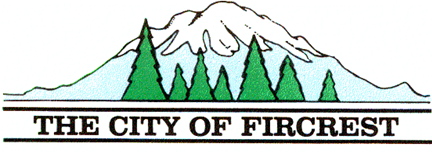 THE CITY OF FIRCREST